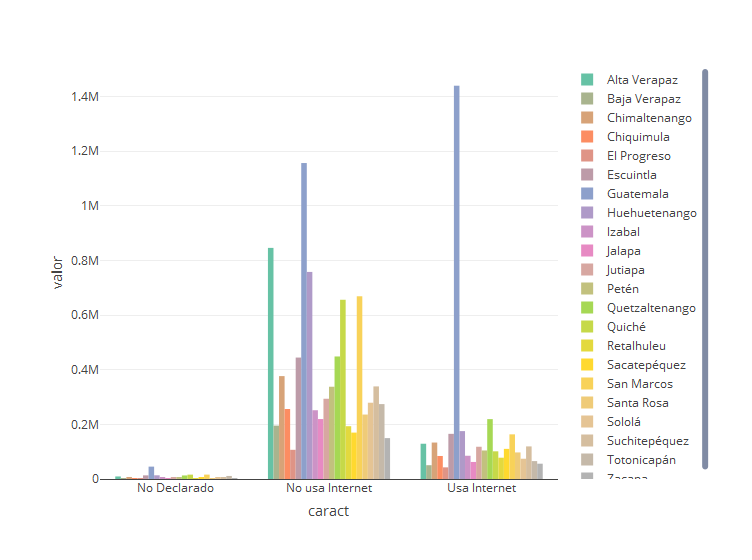 1.4M
1.2M
1M
0.8M
0.6M
0.4M
0.2M
0
valor
No Declarado
No usa Internet
Usa Internet
caract
Alta Verapaz
Baja Verapaz
Chimaltenango
Chiquimula
El Progreso
Escuintla
Guatemala
Huehuetenango
Izabal
Jalapa
Jutiapa
Petén
Quetzaltenango
Quiché
Retalhuleu
Sacatepéquez
San Marcos
Santa Rosa
Sololá
Suchitepéquez
Totonicapán
Zacapa